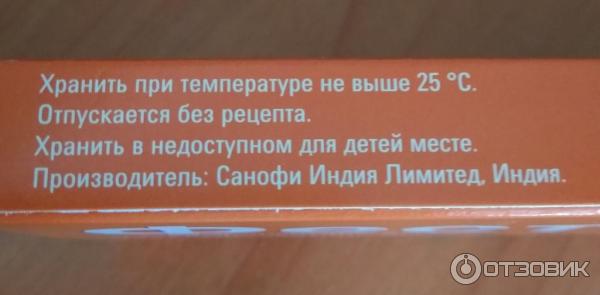 Хранить при температуре не выше 25 °C.
Отпускается без рецепта.
Хранить в недоступном для детей месте.
Производитель: Санофи Индия Лимитед, Индия.
ОТЗОВИК